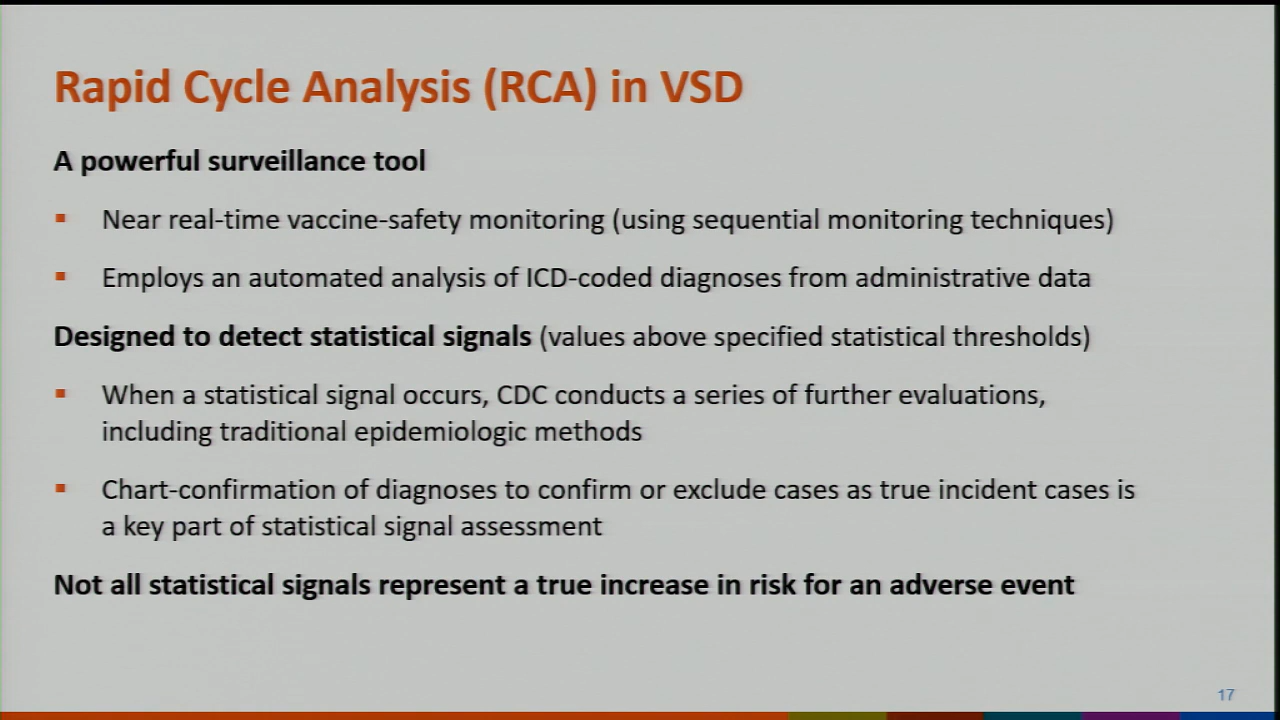 Rapid Cycle Analysis (RCA) in VSD
A powerful surveillance tool
▪ Near real-time vaccine-safety monitoring (using sequential monitoring techniques)
▪ Employs an automated analysis of ICD-coded diagnoses from administrative data
Designed to detect statistical signals (values above specified statistical thresholds)
▪ When a statistical signal occurs, CDC conducts a series of further evaluations,
including traditional epidemiologic methods
▪ Chart-confirmation of diagnoses to confirm or exclude cases as true incident cases is
a key part of statistical signal assessment
Not all statistical signals represent a true increase in risk for an adverse event
17